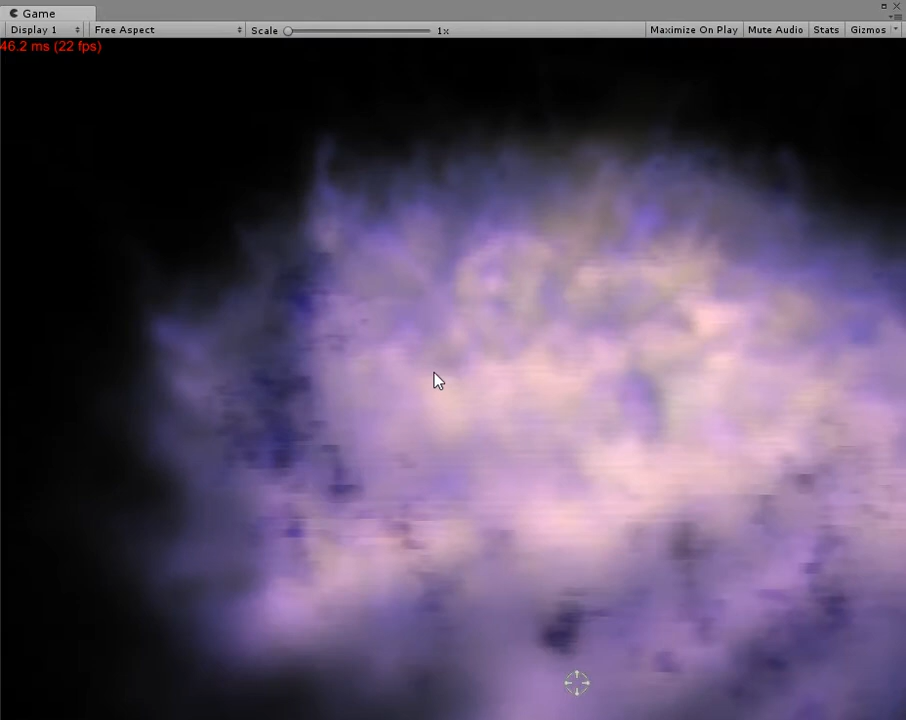 Game
Display 1 Free Aspect Scale 1x Maximize On Play Mute Audio Stats Gizmos
46.2 ms (22 fps)